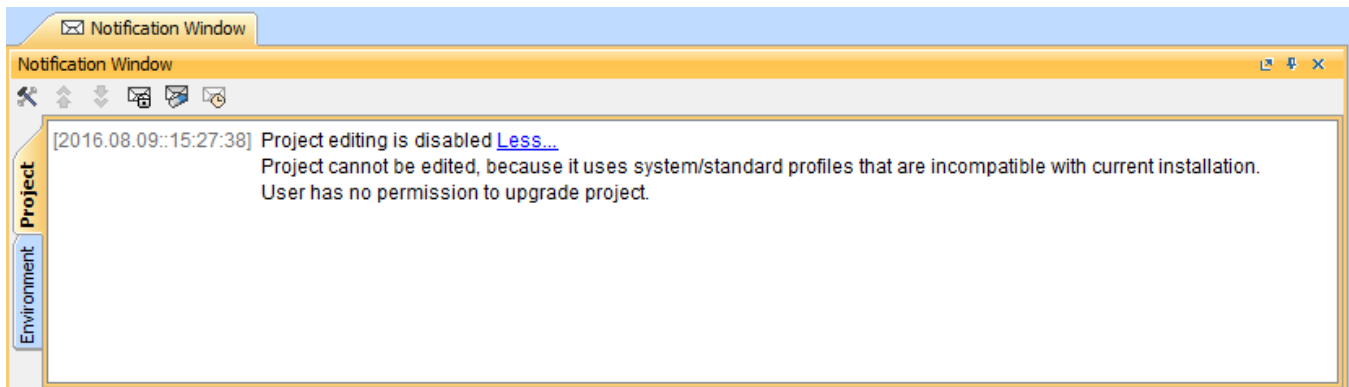 Notification Window
Notification Window
[2016.08.09::15:27:38] Project editing is disabled Less...
Project cannot be edited, because it uses system/standard profiles that are incompatible with current installation.
User has no permission to upgrade project.
Project
Environment